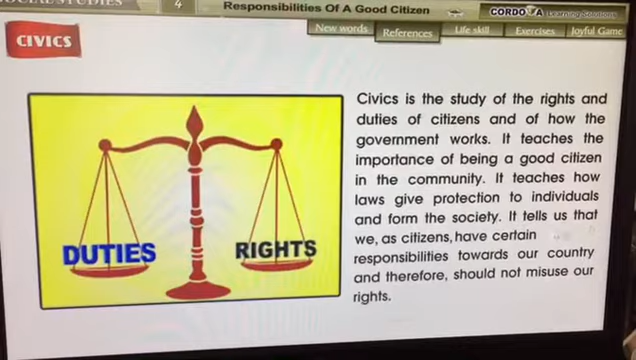 4
Responsibilities Of A Good Citizen
CORDOVA Learning Solutions
New words
References
Life skill
Exercises
Joyful Game
CIVICS
DUTIES
RIGHTS
Civics is the study of the rights and
duties of citizens and of how the
government works. It teaches the
importance of being a good citizen
in the community. It teaches how
laws give protection to individuals
and form the society. It tells us that
we, as citizens, have certain
responsibilities towards our country
and therefore, should not misuse our
rights.